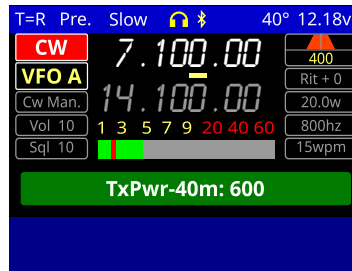 T=R Pre. Slow 40° 12.18v
CW 7.100.00 400
VFO A Rit + 0
Cw Man. 14.100.00 20.0w
Vol 10 1 3 5 7 9 20 40 60 800hz
Sql 10 15wpm
TxPwr-40m: 600